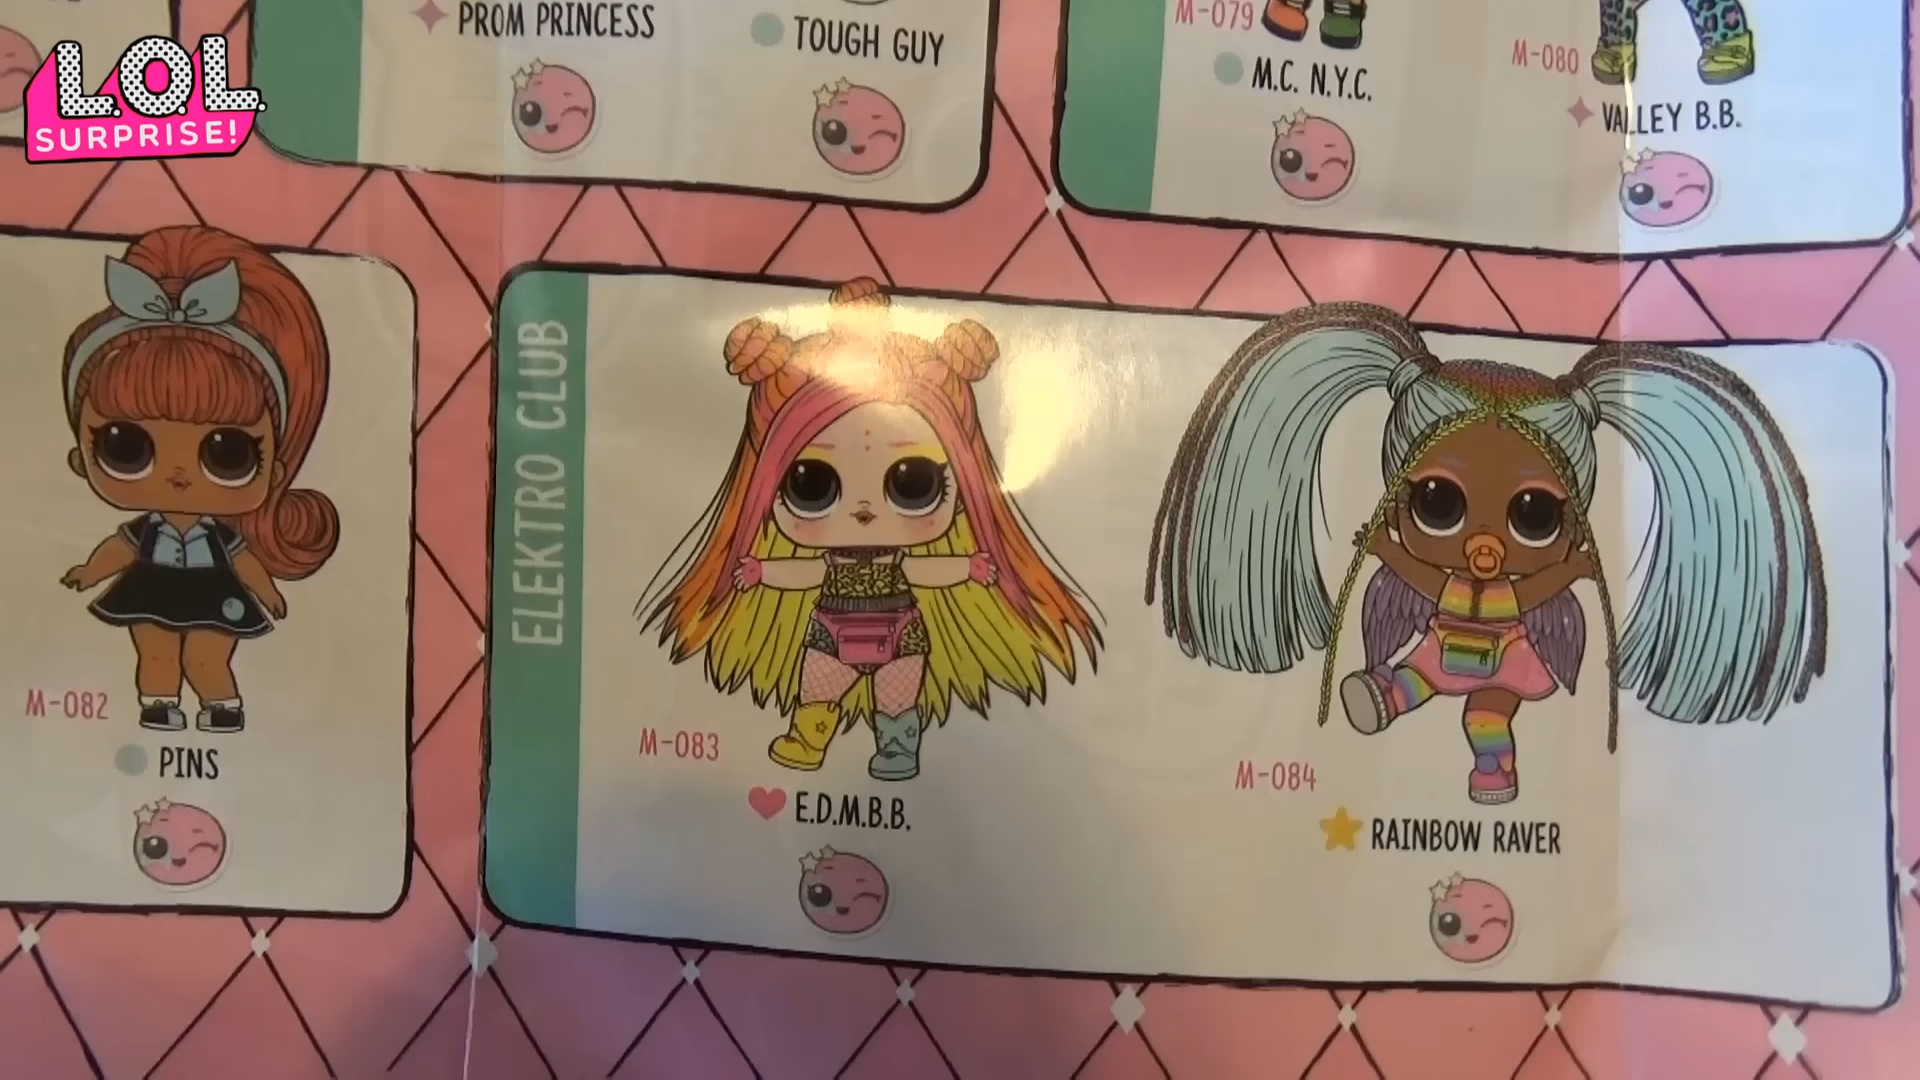 L.O.L.
SURPRISE!
PROM PRINCESS
TOUGH GUY
M-079
M.C. N.Y.C.
M-080
VALLEY B.B.
M-082
PINS
ELEKTRO CLUB
M-083
E.D.M.B.B.
M-084
RAINBOW RAVER